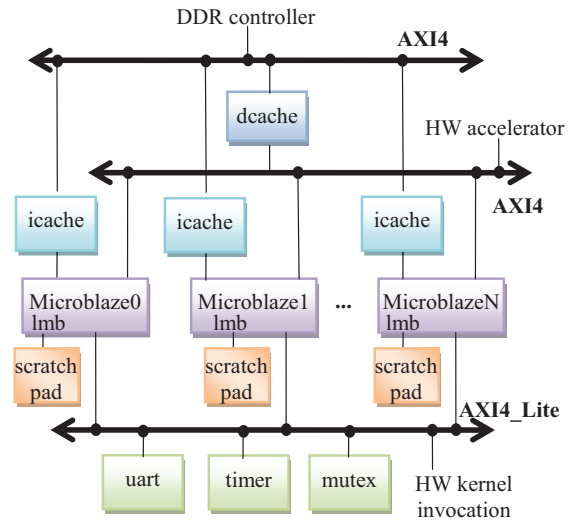 DDR controller
AXI4
dcache
HW accelerator
AXI4
icache
icache
icache
Microblaze0
lmb
Microblaze1
lmb
...
MicroblazeN
lmb
scratch
pad
scratch
pad
scratch
pad
AXI4_Lite
uart
timer
mutex
HW kernel
invocation